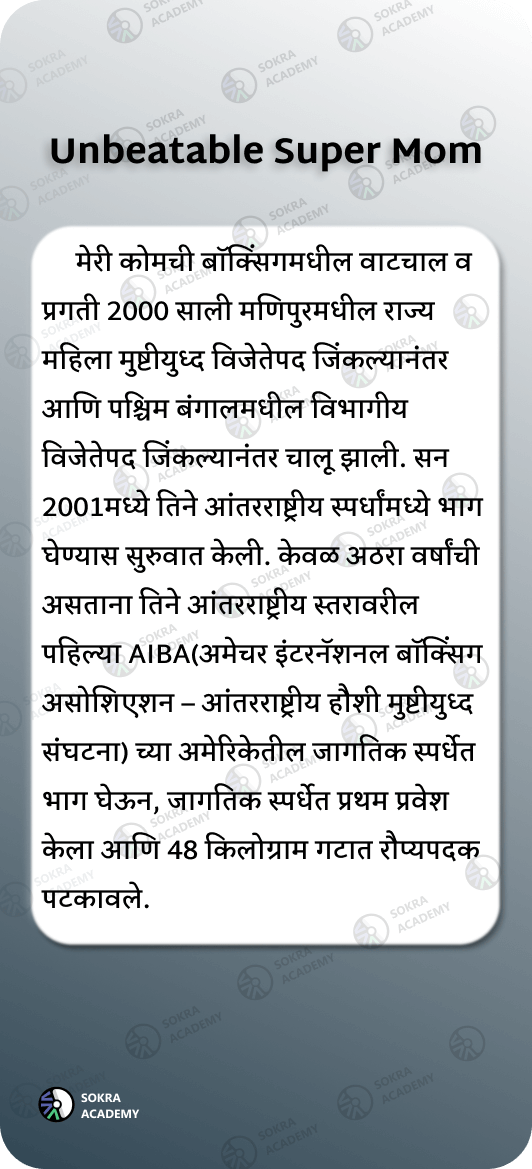 Unbeatable Super Mom
मेरी कोमची बॉक्सिंगमधील वाटचाल व
प्रगती 2000 साली मणिपुरमधील राज्य
महिला मुष्टीयुध्द विजेतेपद जिंकल्यानंतर
आणि पश्चिम बंगालमधील विभागीय
विजेतेपद जिंकल्यानंतर चालू झाली. सन
2001मध्ये तिने आंतरराष्ट्रीय स्पर्धांमध्ये भाग
घेण्यास सुरुवात केली. केवळ अठरा वर्षांची
असताना तिने आंतरराष्ट्रीय स्तरावरील
पहिल्या AIBA(अमेचर इंटरनॅशनल बॉक्सिंग
असोशिएशन – आंतरराष्ट्रीय हौशी मुष्टीयुध्द
संघटना) च्या अमेरिकेतील जागतिक स्पर्धेत
भाग घेऊन, जागतिक स्पर्धेत प्रथम प्रवेश
केला आणि 48 किलोग्राम गटात रौप्यपदक
पटकावले.
SOKRA
ACADEMY